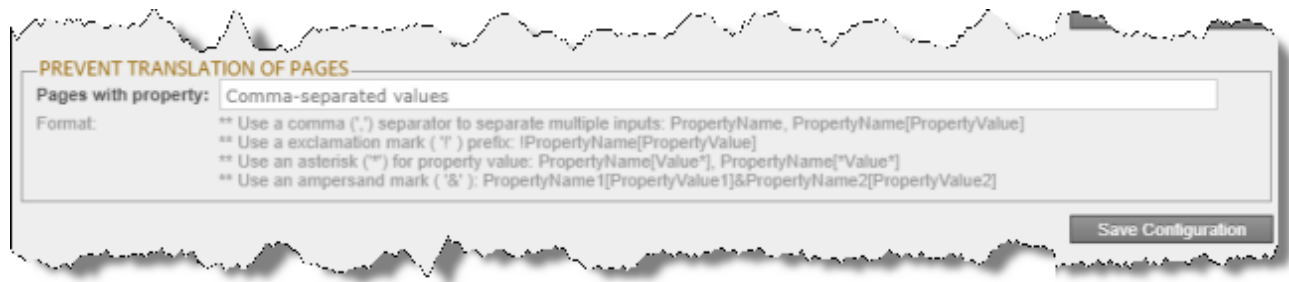 PREVENT TRANSLATION OF PAGES
Pages with property: Comma-separated values
Format: ** Use a comma (',') separator to separate multiple inputs: PropertyName, PropertyName[PropertyValue]
** Use a exclamation mark ( '!' ) prefix: !PropertyName[PropertyValue]
** Use an asterisk ('*') for property value: PropertyName[Value*], PropertyName[*Value*]
** Use an ampersand mark ( '&' ): PropertyName1[PropertyValue1]&PropertyName2[PropertyValue2]
Save Configuration